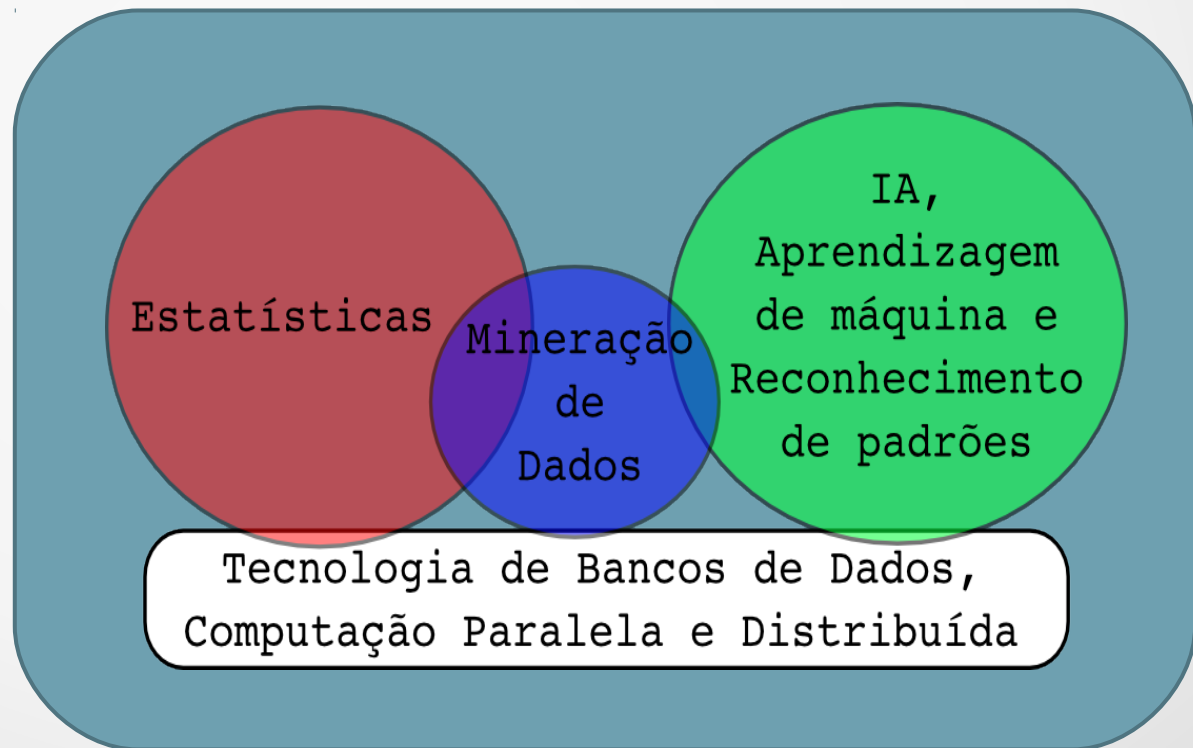 Estatísticas
Mineração
de
Dados
IA,
Aprendizagem
de máquina e
Reconhecimento
de padrões
Tecnologia de Bancos de Dados,
Computação Paralela e Distribuída